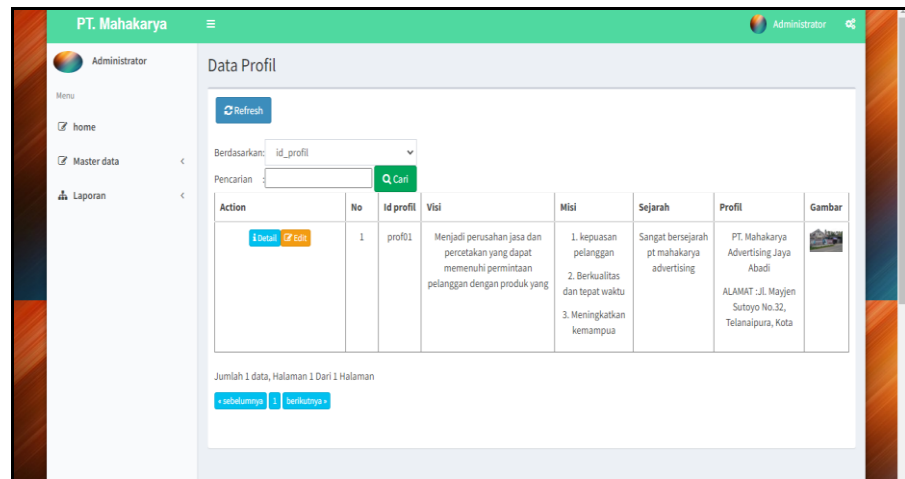 PT. Mahakarya
Administrator
Administrator
Data Profil
Menu
Refresh
home
Berdasarkan: id_profil
Master data
Pencarian :
Cari
Laporan
Action No Id profil Visi Misi Sejarah Profil Gambar
Detail Edit
1
prof01
Menjadi perusahan jasa dan
percetakan yang dapat
memenuhi permintaan
pelanggan dengan produk yang
1. kepuasan
pelanggan
2. Berkualitas
dan tepat waktu
3. Meningkatkan
kemampua
Sangat bersejarah
pt mahakarya
advertising
PT. Mahakarya
Advertising Jaya
Abadi
ALAMAT :Jl. Mayjen
Sutoyo No.32,
Telanaipura, Kota
Jumlah 1 data, Halaman 1 Dari 1 Halaman
« sebelumnya 1 berikutnya »